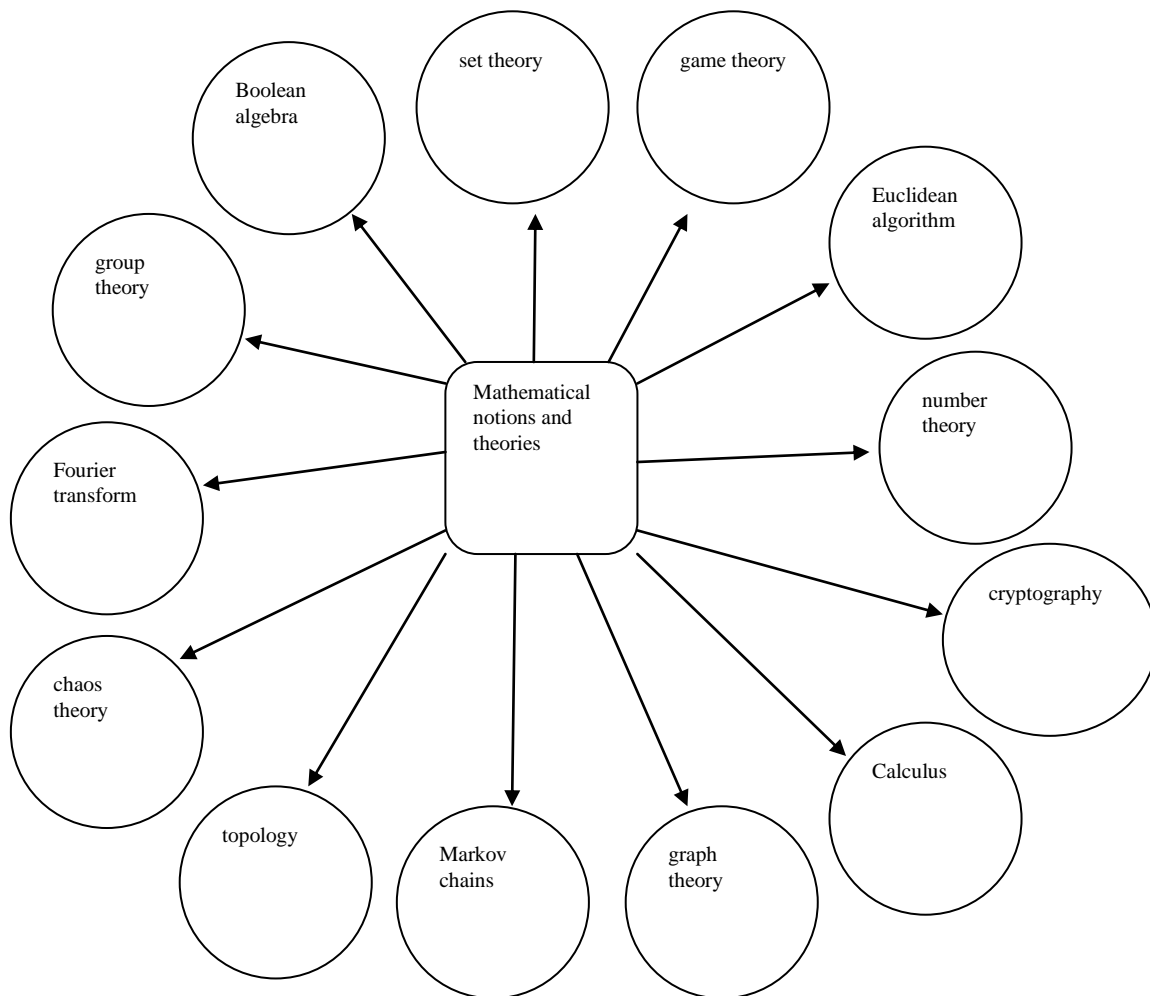 set theory
game theory
Boolean
algebra
Euclidean
algorithm
group
theory
Mathematical
notions and
theories
number
theory
Fourier
transform
cryptography
chaos
theory
Calculus
topology
Markov
chains
graph
theory